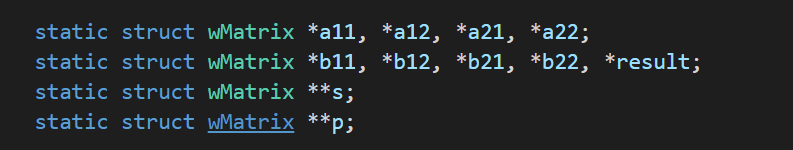 static struct wMatrix *a11, *a12, *a21, *a22;
static struct wMatrix *b11, *b12, *b21, *b22, *result;
static struct wMatrix **s;
static struct wMatrix **p;